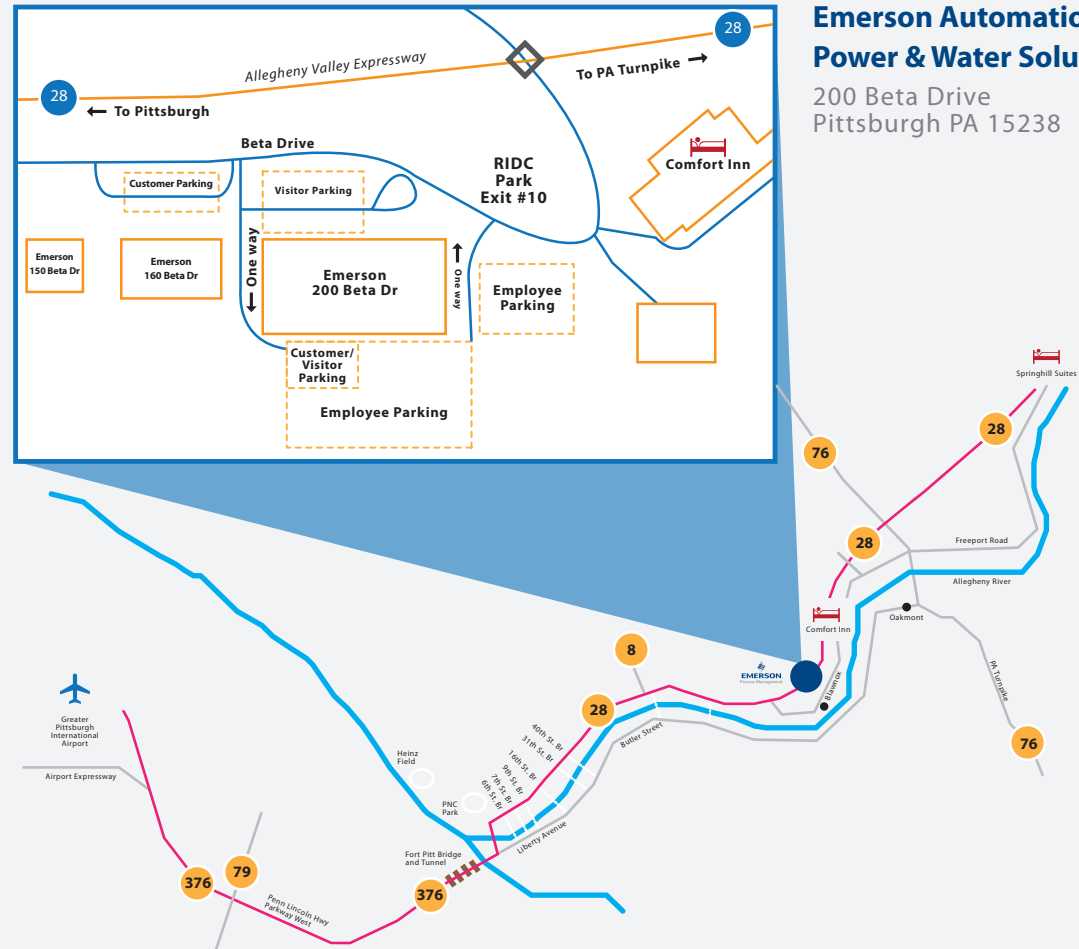 Emerson Automatio
Power & Water Solu
200 Beta Drive
Pittsburgh PA 15238
28
Allegheny Valley Expressway
To PA Turnpike
28
To Pittsburgh
Beta Drive
RIDC
Park
Exit #10
Comfort Inn
Customer Parking
Visitor Parking
One way
One way
Emerson
150 Beta Dr
Emerson
160 Beta Dr
Emerson
200 Beta Dr
Employee
Parking
Customer/
Visitor
Parking
Employee Parking
Springhill Suites
28
76
28
Freeport Road
Allegheny River
Comfort Inn
Oakmont
8
EMERSON
Process Management
Blawnox
PA Turnpike
28
76
Butler Street
Greater
Pittsburgh
International
Airport
Airport Expressway
Heinz
Field
PNC
Park
40th St. Br
31th St. Br
16th St. Br
9th St. Br
7th St. Br
6th St. Br
Liberty Avenue
Fort Pitt Bridge
and Tunnel
376
79
376
Penn Lincoln Hwy
Parkway West